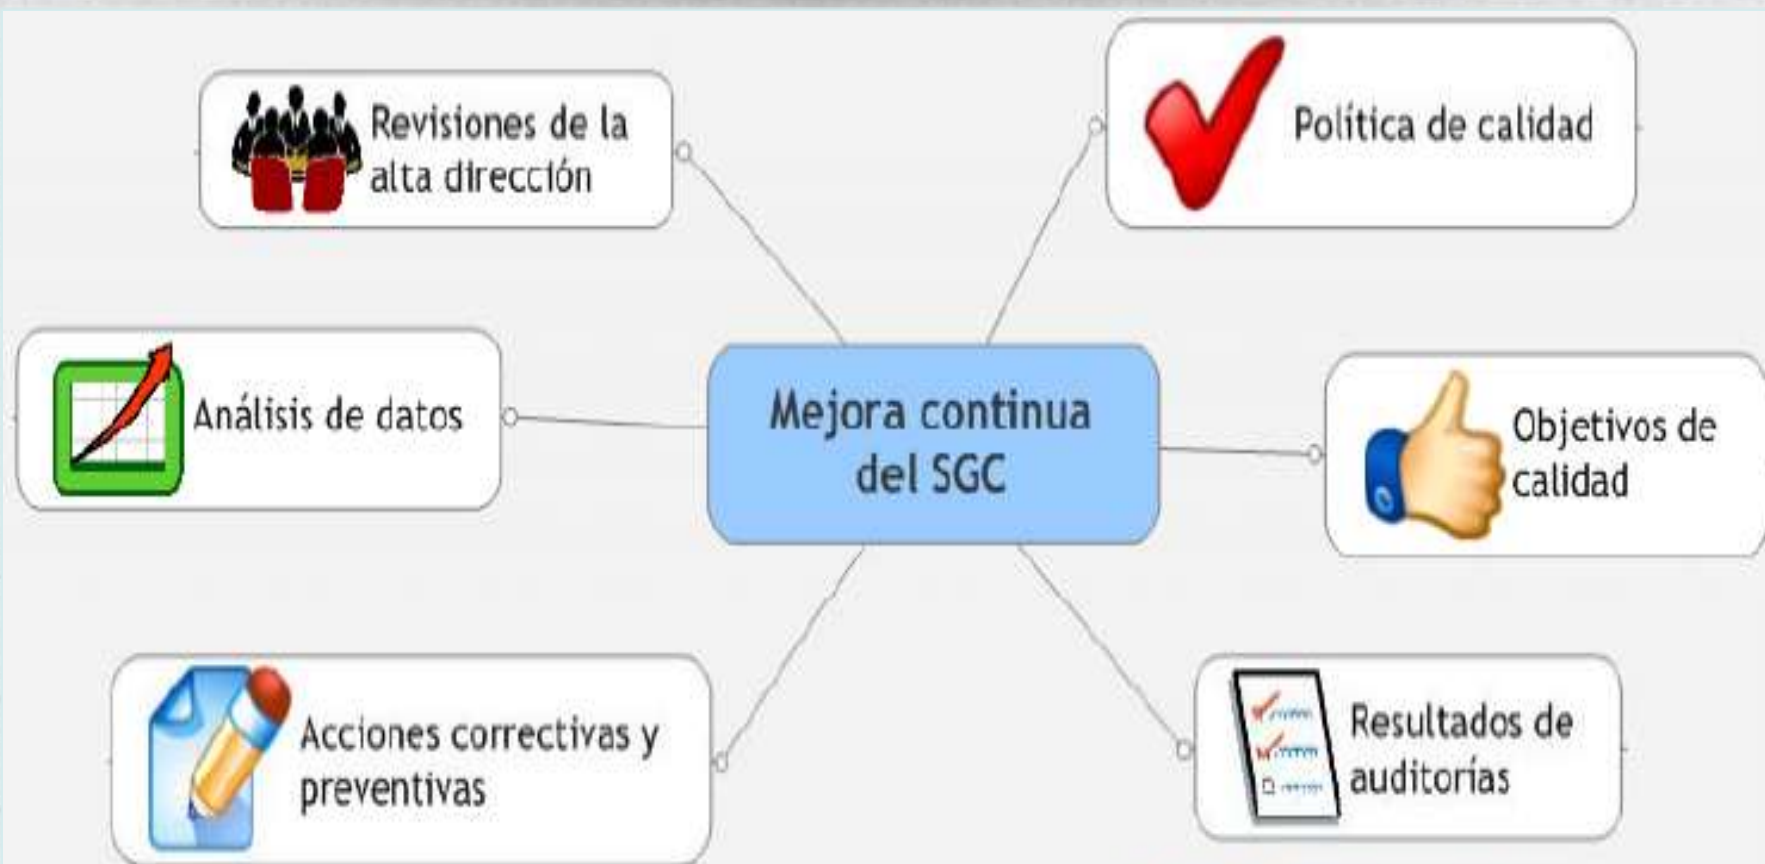 Revisiones de la
alta dirección
Política de calidad
Análisis de datos
Mejora continua
del SGC
Objetivos de
calidad
Acciones correctivas y
preventivas
Resultados de
auditorías